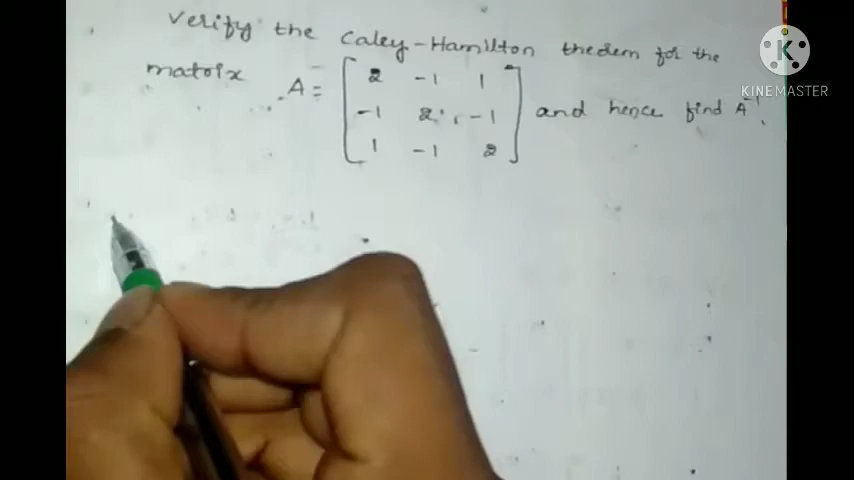 verify the Caley-Hamilton thedem for the
matrix A = [ 2 -1 1
-1 2 -1
1 -1 2 ] and hence find A⁻¹.
K
KINEMASTER